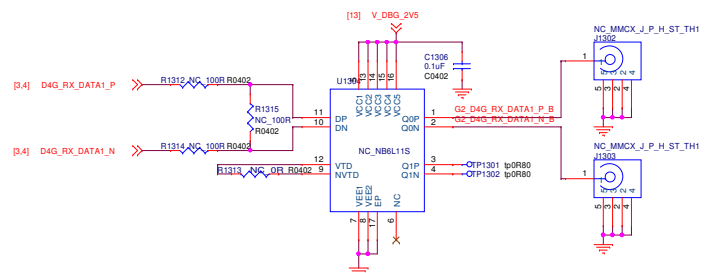 [13] V_DBG_2V5
NC_MMCX_J_P_H_ST_TH1
J1302
C1306
0.1uF
C0402
1
5 3 2 4
[3,4] D4G_RX_DATA1_P
R1312 NC_100R R0402
R1315
NC_100R
R0402
[3,4] D4G_RX_DATA1_N
R1314 NC_100R R0402
R1313 NC_0R R0402
U1304
13 14 15 16
VCC1 VCC2 VCC3 VCC4 VCC5
11 DP
10 DN
Q0P 1
Q0N 2
G2_D4G_RX_DATA1_P_B
G2_D4G_RX_DATA1_N_B
NC_NB6L11S
12 VTD
9 NVTD
Q1P 3
Q1N 4
TP1301 tp0R80
TP1302 tp0R80
VEE1 VEE2 EP NC
7 8 17 6
NC_MMCX_J_P_H_ST_TH1
J1303
1
5 3 2 4